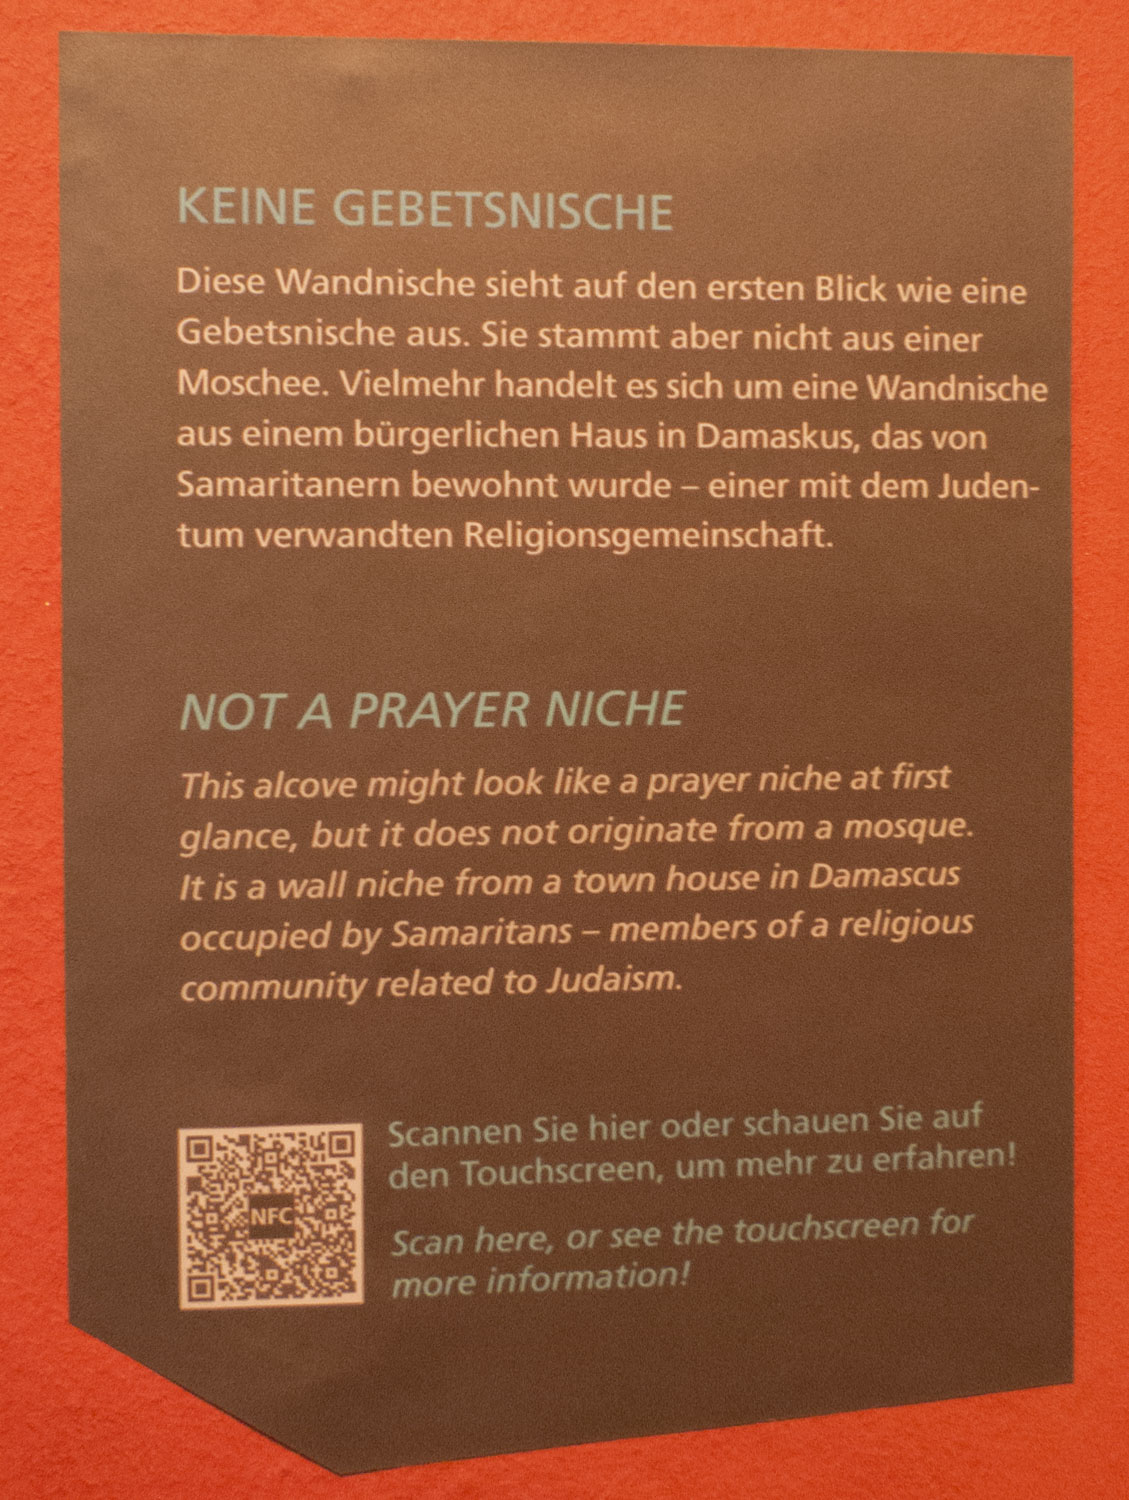 KEINE GEBETSNISCHE
Diese Wandnische sieht auf den ersten Blick wie eine
Gebetsnische aus. Sie stammt aber nicht aus einer
Moschee. Vielmehr handelt es sich um eine Wandnische
aus einem bürgerlichen Haus in Damaskus, das von
Samaritanern bewohnt wurde – einer mit dem Juden-
tum verwandten Religionsgemeinschaft.
NOT A PRAYER NICHE
This alcove might look like a prayer niche at first
glance, but it does not originate from a mosque.
It is a wall niche from a town house in Damascus
occupied by Samaritans – members of a religious
community related to Judaism.
NFC
Scannen Sie hier oder schauen Sie auf
den Touchscreen, um mehr zu erfahren!
Scan here, or see the touchscreen for
more information!